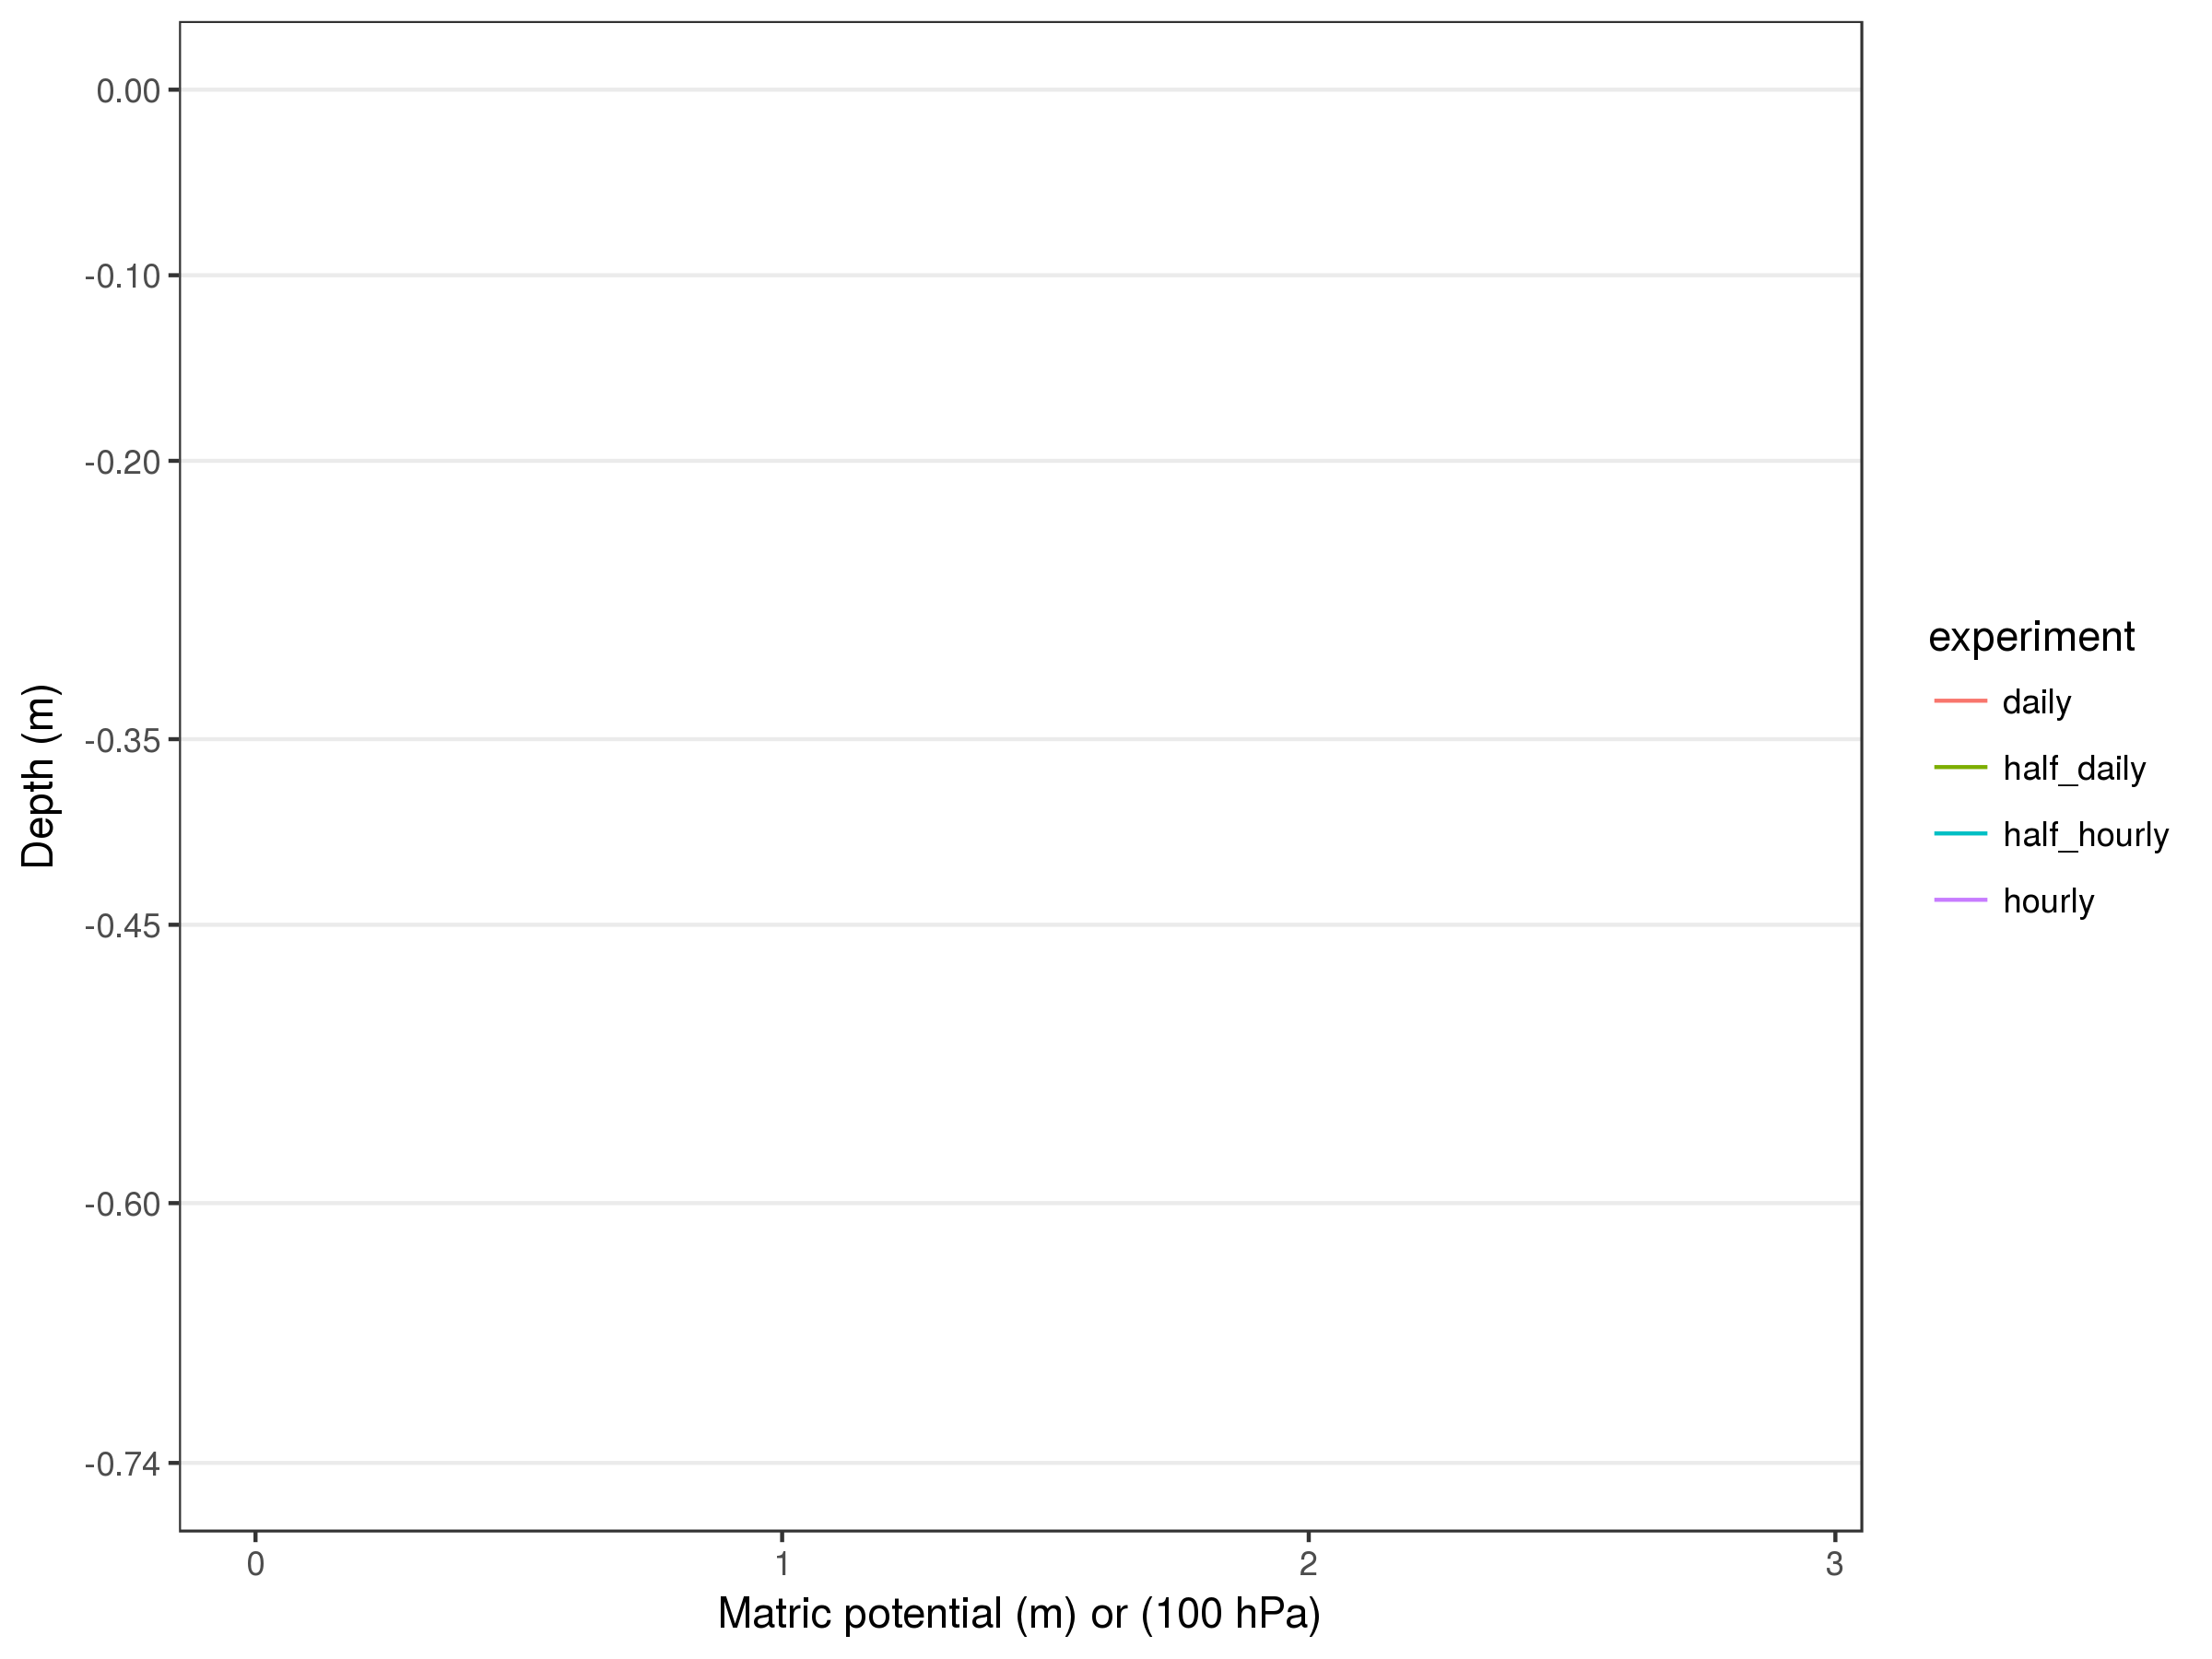 0.00
-0.10
-0.20
-0.35
-0.45
-0.60
-0.74
Depth (m)
0 1 2 3
Matric potential (m) or (100 hPa)
experiment
daily
half_daily
half_hourly
hourly